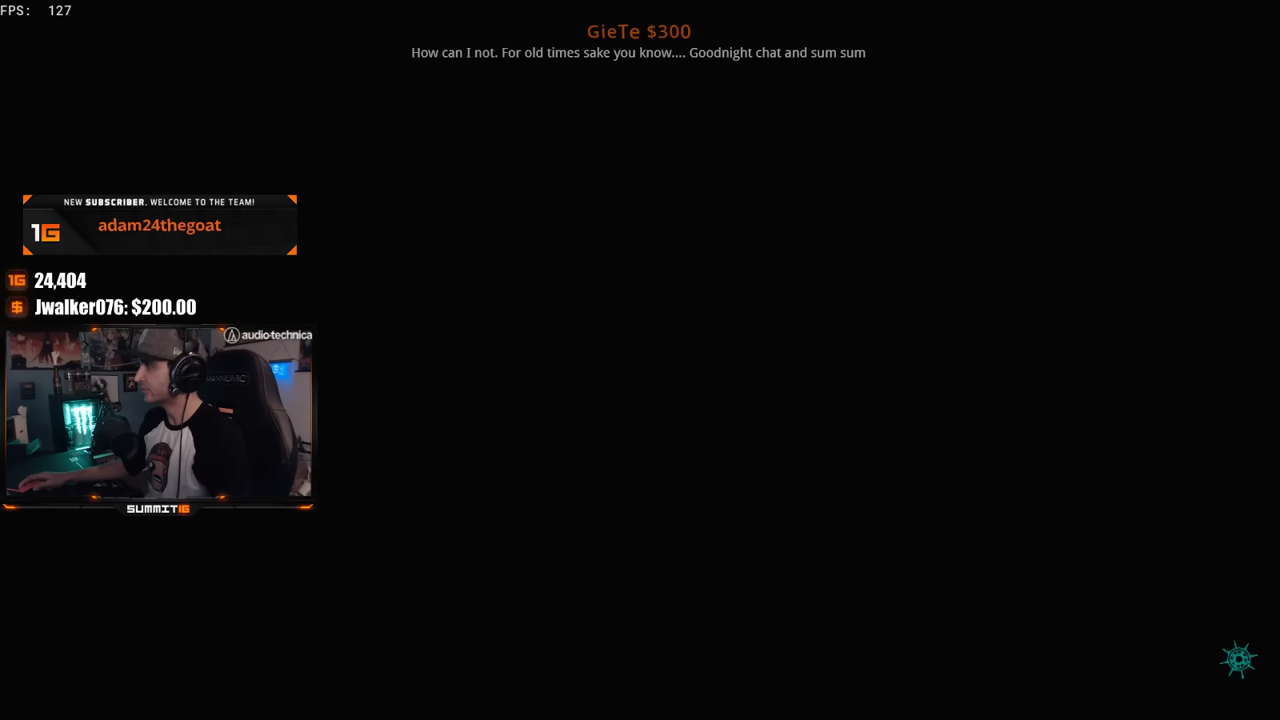 FPS: 127
GieTe $300
How can I not. For old times sake you know.... Goodnight chat and sum sum
NEW SUBSCRIBER. WELCOME TO THE TEAM!
1G
adam24thegoat
1G 24,404
$ Jwalker076: $200.00
audio-technica
SUMMIT1G